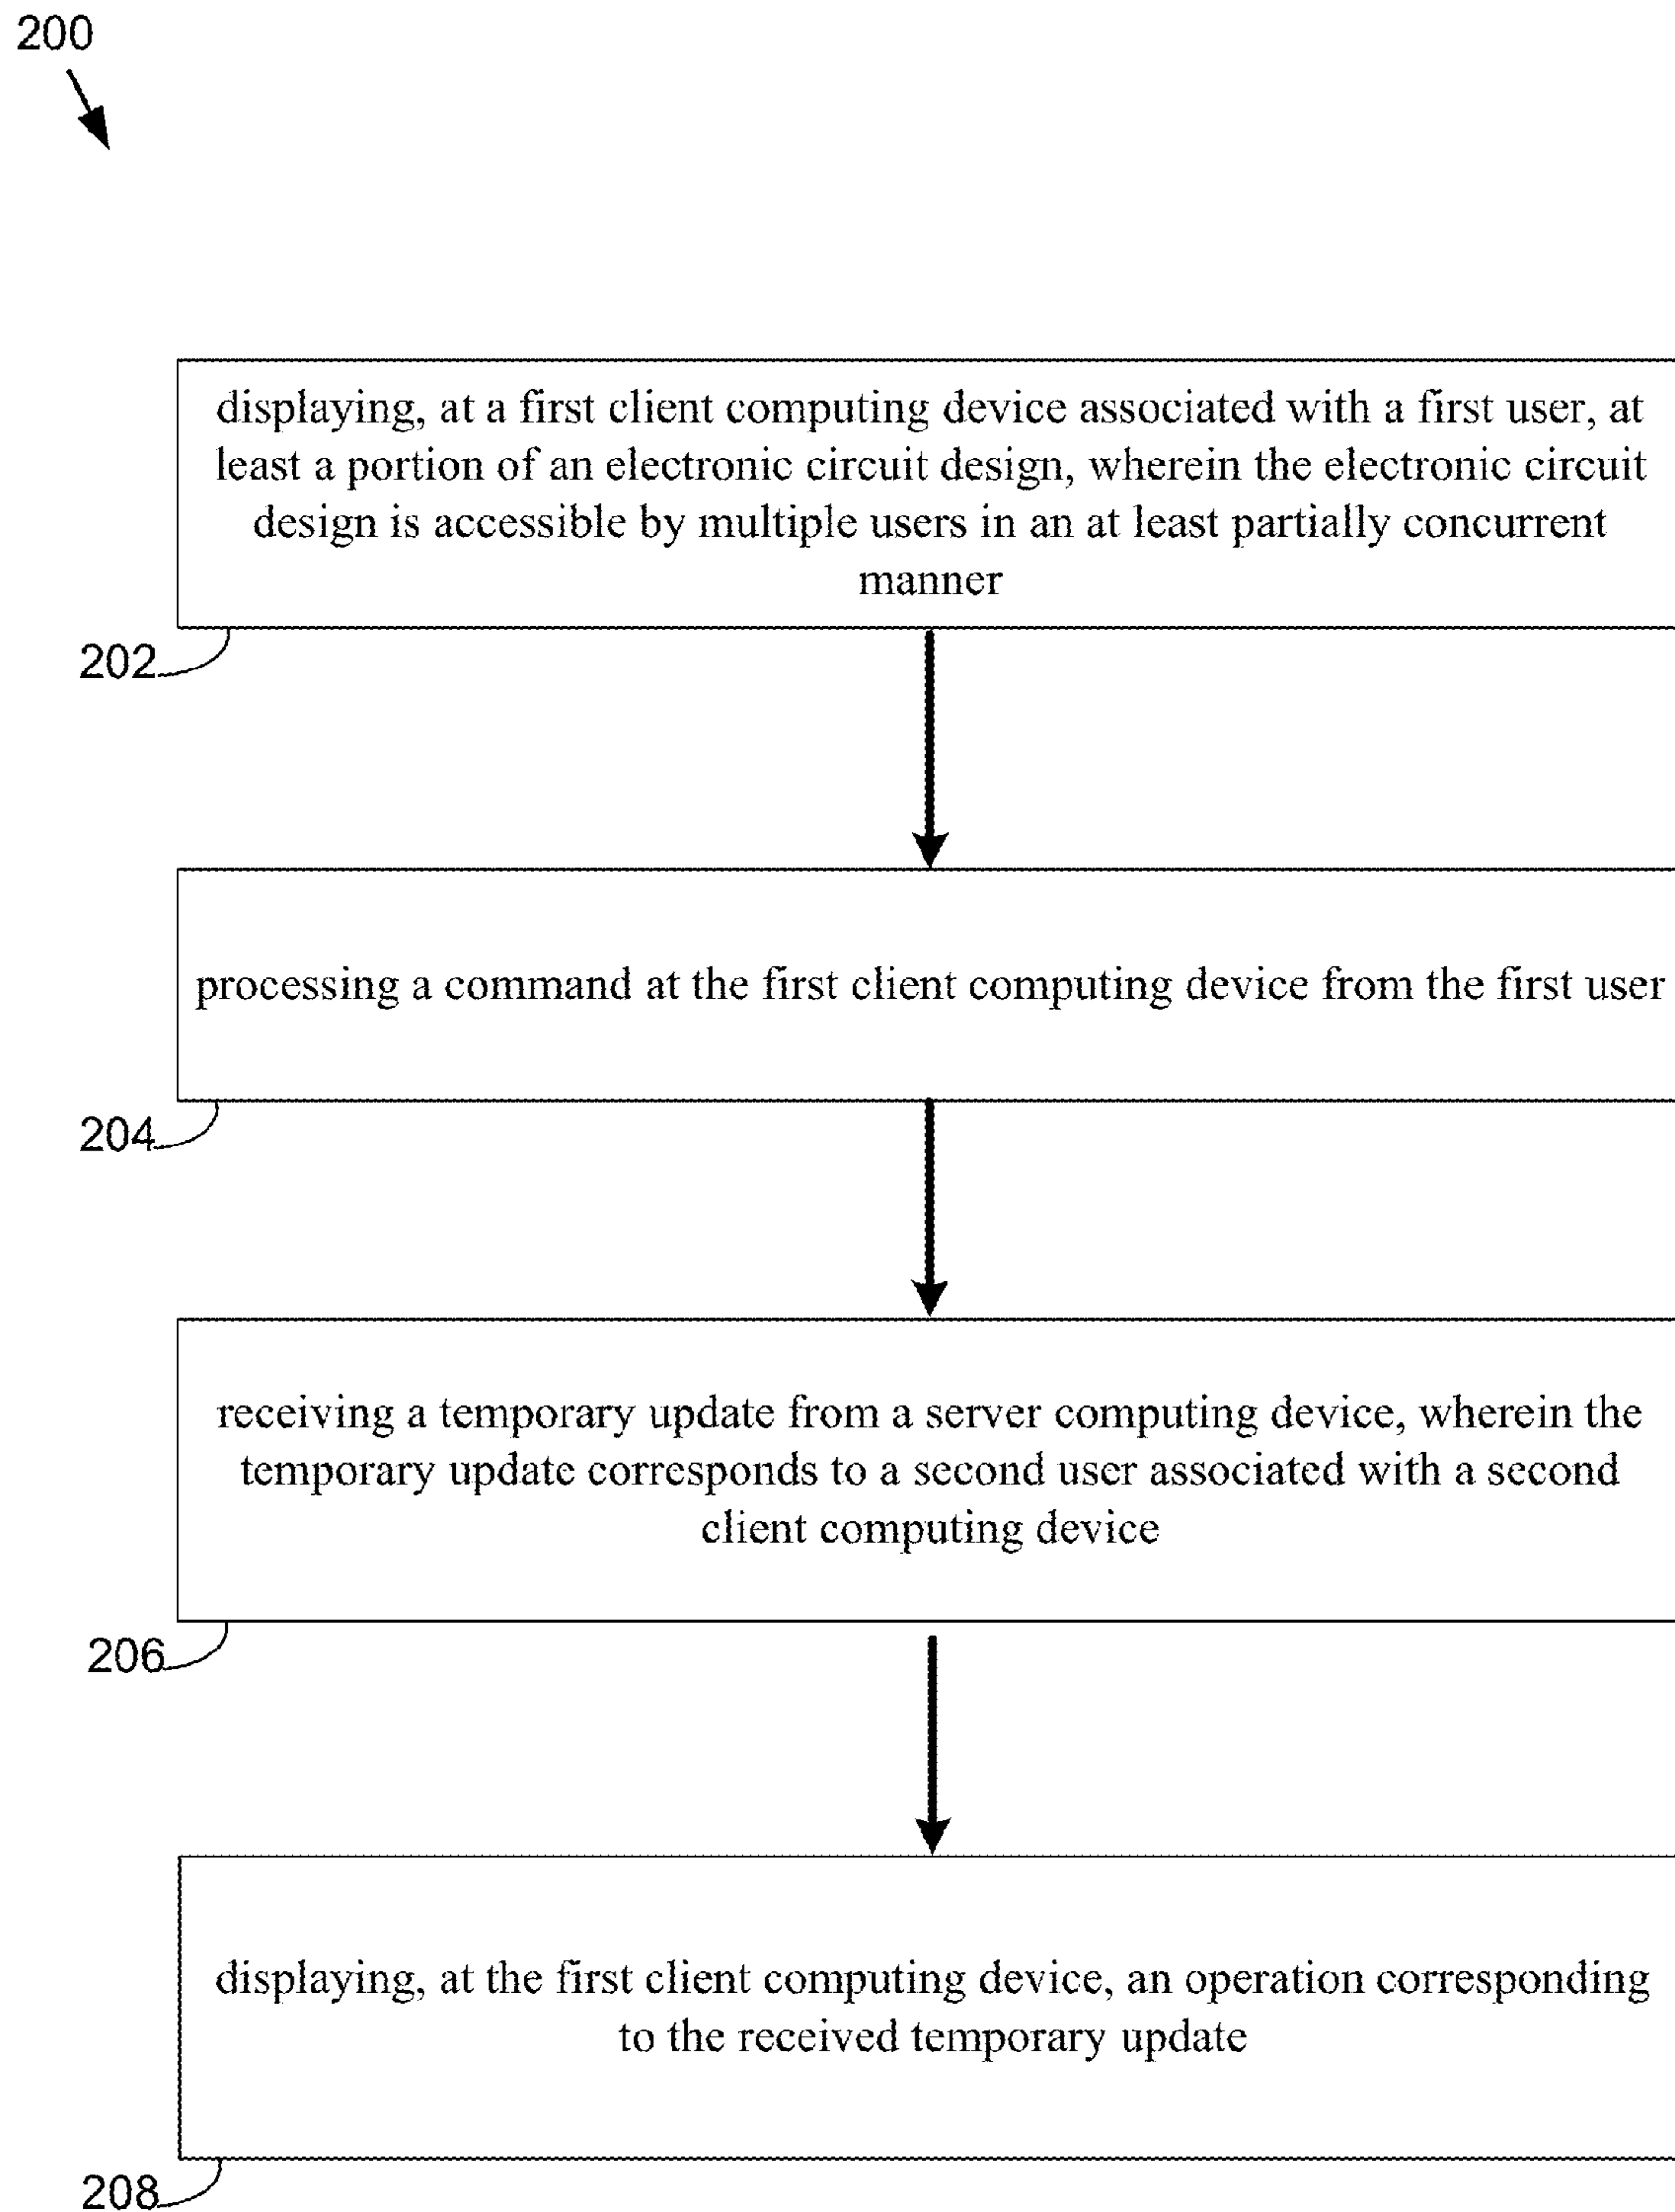 200
displaying, at a first client computing device associated with a first user, at
least a portion of an electronic circuit design, wherein the electronic circuit
design is accessible by multiple users in an at least partially concurrent
manner
202
processing a command at the first client computing device from the first user
204
receiving a temporary update from a server computing device, wherein the
temporary update corresponds to a second user associated with a second
client computing device
206
displaying, at the first client computing device, an operation corresponding
to the received temporary update
208